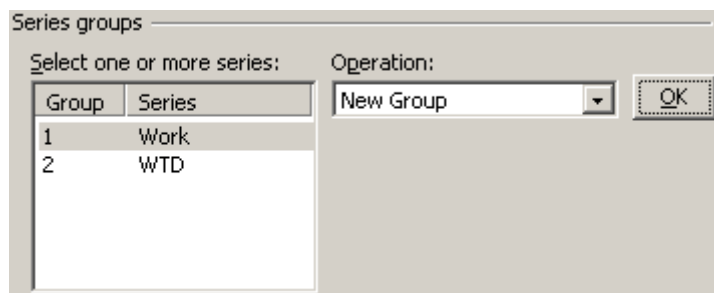 Series groups
Select one or more series:
Operation:
Group Series
New Group
OK
1 Work
2 WTD